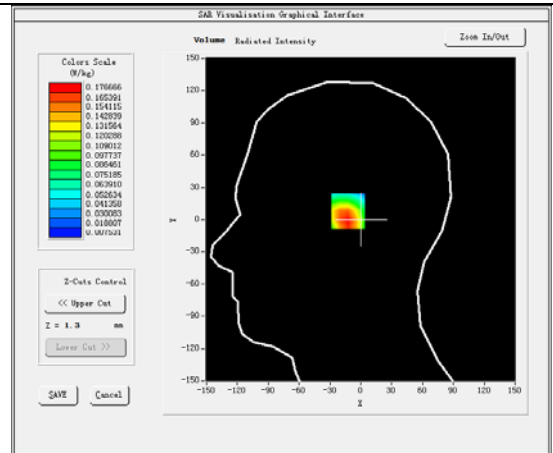 SAR Visualisation Graphical Interface
Volume Radiated Intensity
Zoom In/Out
Colors Scale
(W/kg)
0.176666
0.165391
0.154115
0.142839
0.131564
0.120288
0.109012
0.097737
0.086461
0.075185
0.063910
0.052634
0.041358
0.030083
0.018807
0.007531
Z-Cuts Control
<< Upper Cut
Z = 1.3 mm
Lower Cut >>
SAVE Cancel
150
120
90
60
30
0
-30
-60
-90
-120
-150
Y
-150 -120 -90 -60 -30 0 30 60 90 120 150
X